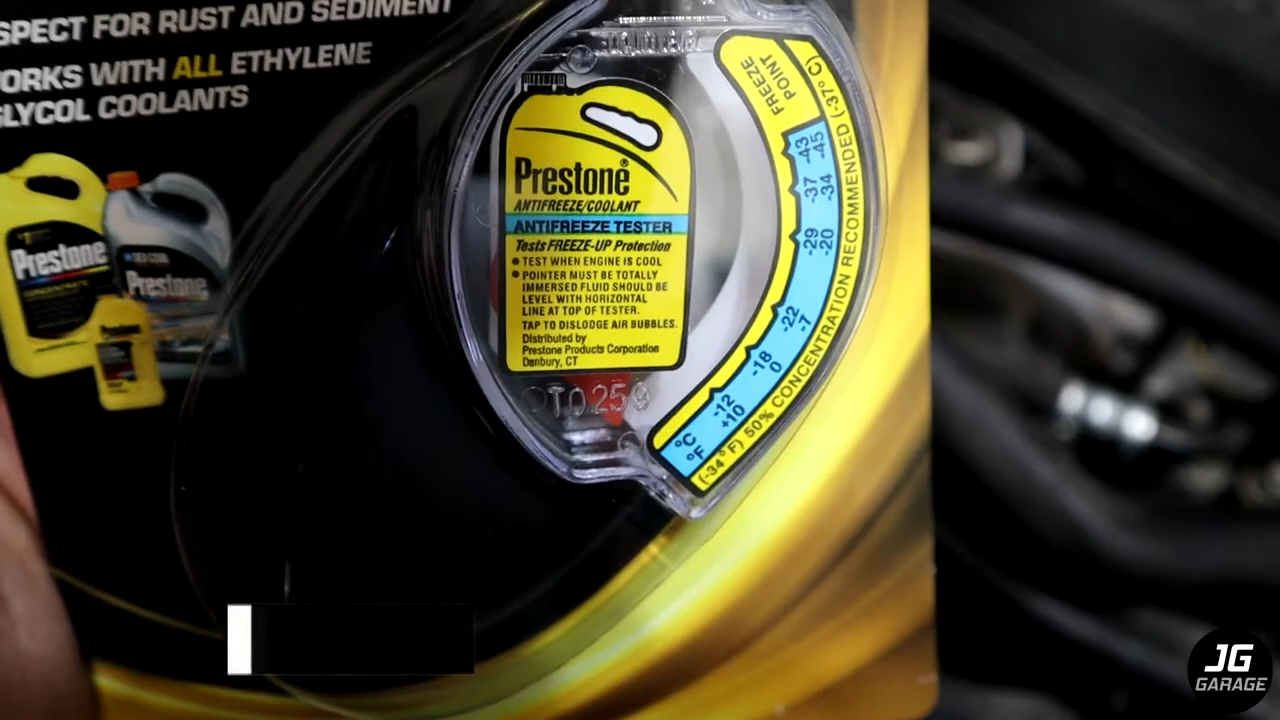 SPECT FOR RUST AND SEDIMENT
ORKS WITH ALL ETHYLENE
GLYCOL COOLANTS
Prestone
Prestone
Prestone
Prestone®
ANTIFREEZE/COOLANT
ANTIFREEZE TESTER
Tests FREEZE-UP Protection
• TEST WHEN ENGINE IS COOL
• POINTER MUST BE TOTALLY
IMMERSED FLUID SHOULD BE
LEVEL WITH HORIZONTAL
LINE AT TOP OF TESTER.
TAP TO DISLODGE AIR BUBBLES.
Distributed by
Prestone Products Corporation
Danbury, CT
FREEZE
POINT
-43 -45
-37 -34
-29 -20
-22 -7
-18 0
-12 +10
°C °F
(-34°F) 50% CONCENTRATION RECOMMENDED (-37°C)
JG
GARAGE